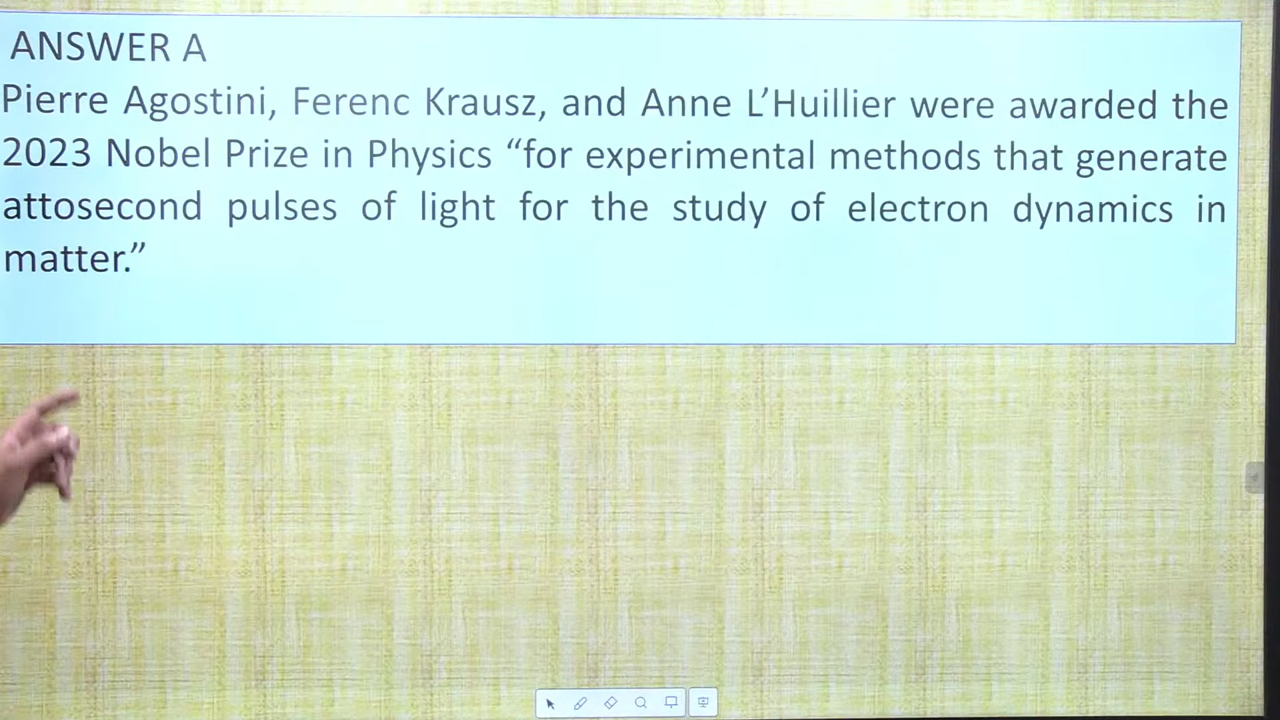 ANSWER A
Pierre Agostini, Ferenc Krausz, and Anne L’Huillier were awarded the
2023 Nobel Prize in Physics “for experimental methods that generate
attosecond pulses of light for the study of electron dynamics in
matter.”